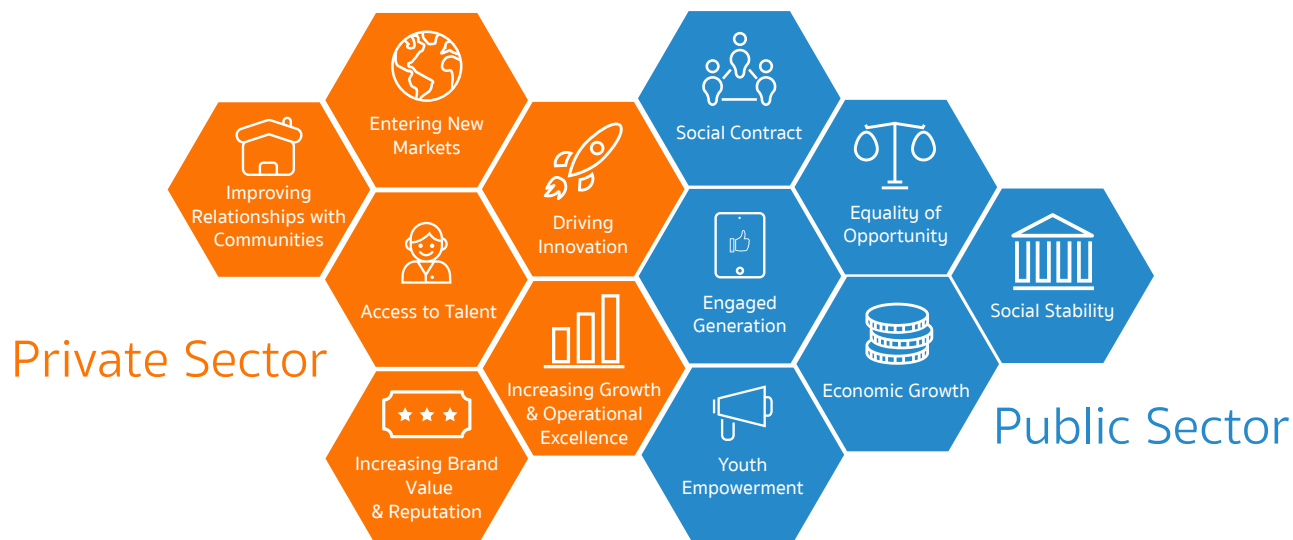 Entering New
Markets
Social Contract
Improving
Relationships with
Communities
Driving
Innovation
Equality of
Opportunity
Access to Talent
Engaged
Generation
Social Stability
Private Sector
Increasing Growth
& Operational
Excellence
Economic Growth
Public Sector
Increasing Brand
Value
& Reputation
Youth
Empowerment